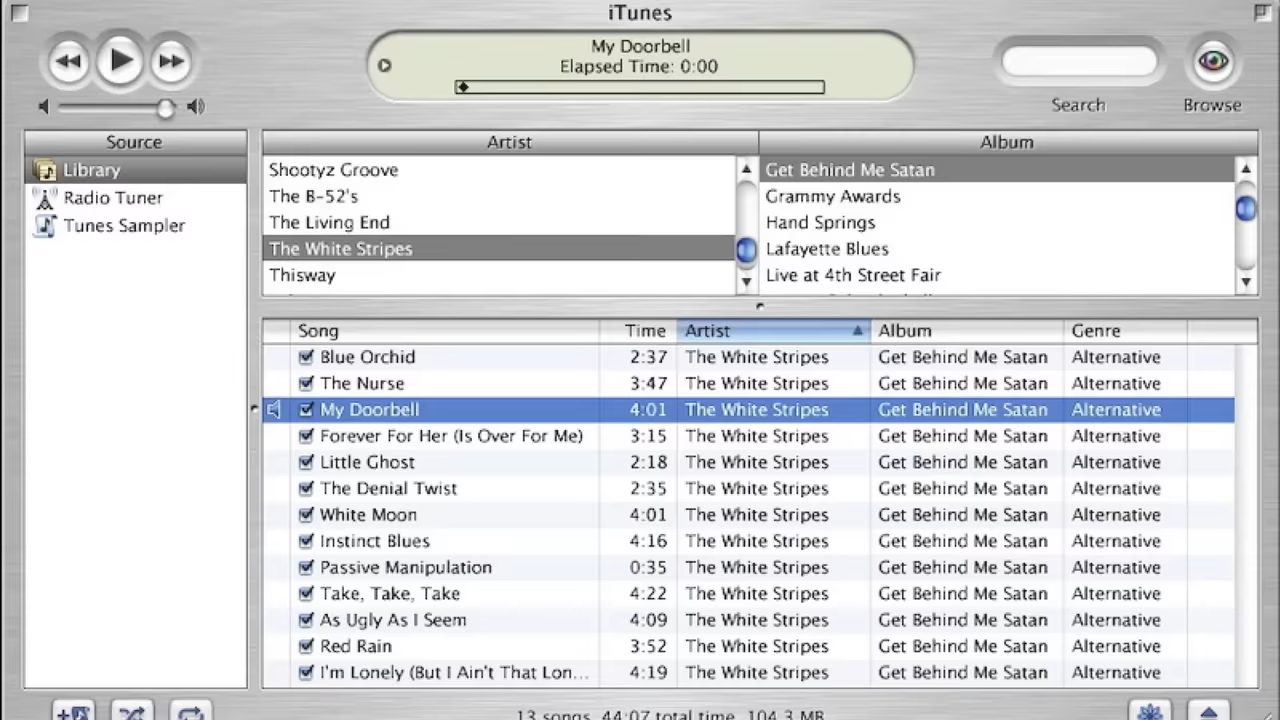 iTunes
My Doorbell
Elapsed Time: 0:00
Search
Browse
Source
Library
Radio Tuner
Tunes Sampler
Artist
Shootyz Groove
The B-52's
The Living End
The White Stripes
Thisway
Album
Get Behind Me Satan
Grammy Awards
Hand Springs
Lafayette Blues
Live at 4th Street Fair
Song Time Artist Album Genre
Blue Orchid 2:37 The White Stripes Get Behind Me Satan Alternative
The Nurse 3:47 The White Stripes Get Behind Me Satan Alternative
My Doorbell 4:01 The White Stripes Get Behind Me Satan Alternative
Forever For Her (Is Over For Me) 3:15 The White Stripes Get Behind Me Satan Alternative
Little Ghost 2:18 The White Stripes Get Behind Me Satan Alternative
The Denial Twist 2:35 The White Stripes Get Behind Me Satan Alternative
White Moon 4:01 The White Stripes Get Behind Me Satan Alternative
Instinct Blues 4:16 The White Stripes Get Behind Me Satan Alternative
Passive Manipulation 0:35 The White Stripes Get Behind Me Satan Alternative
Take, Take, Take 4:22 The White Stripes Get Behind Me Satan Alternative
As Ugly As I Seem 4:09 The White Stripes Get Behind Me Satan Alternative
Red Rain 3:52 The White Stripes Get Behind Me Satan Alternative
I'm Lonely (But I Ain't That Lon... 4:19 The White Stripes Get Behind Me Satan Alternative
13 songs, 44:07 total time, 104.3 MB